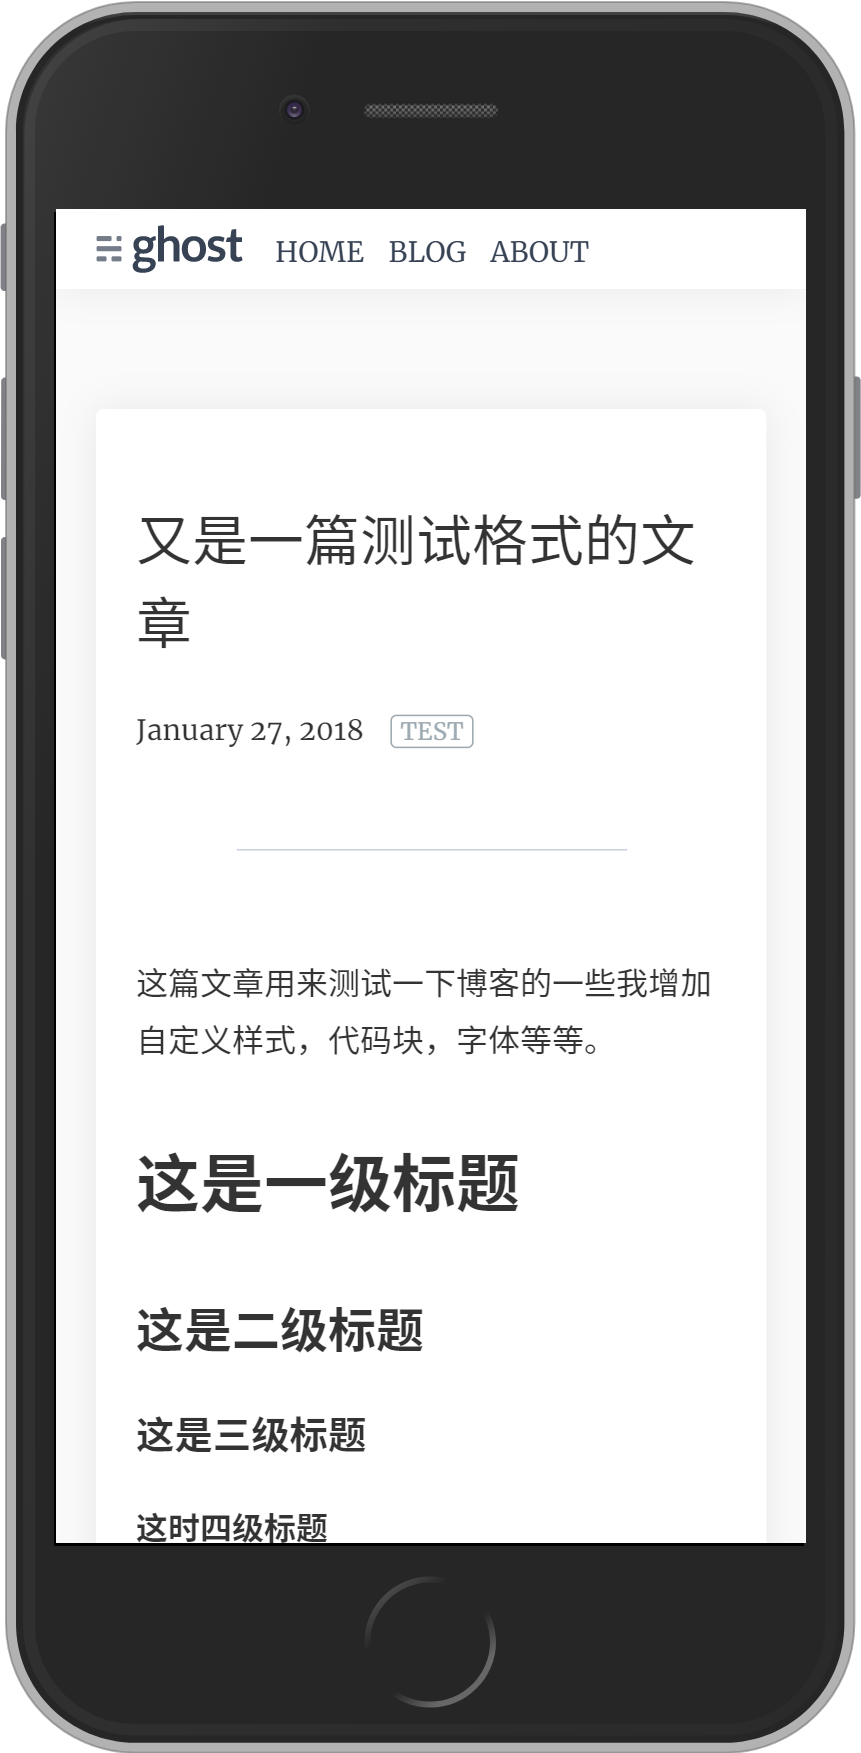 ghost HOME BLOG ABOUT
又是一篇测试格式的文
章
January 27, 2018 TEST
这篇文章用来测试一下博客的一些我增加
自定义样式，代码块，字体等等。
这是一级标题
这是二级标题
这是三级标题
这时四级标题